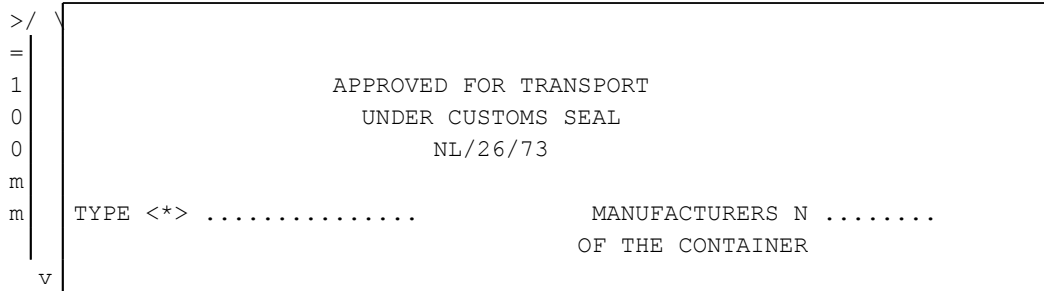 >/ \
=
1 APPROVED FOR TRANSPORT
0 UNDER CUSTOMS SEAL
0 NL/26/73
m
m TYPE <*> ............... MANUFACTURERS N ........
OF THE CONTAINER
v